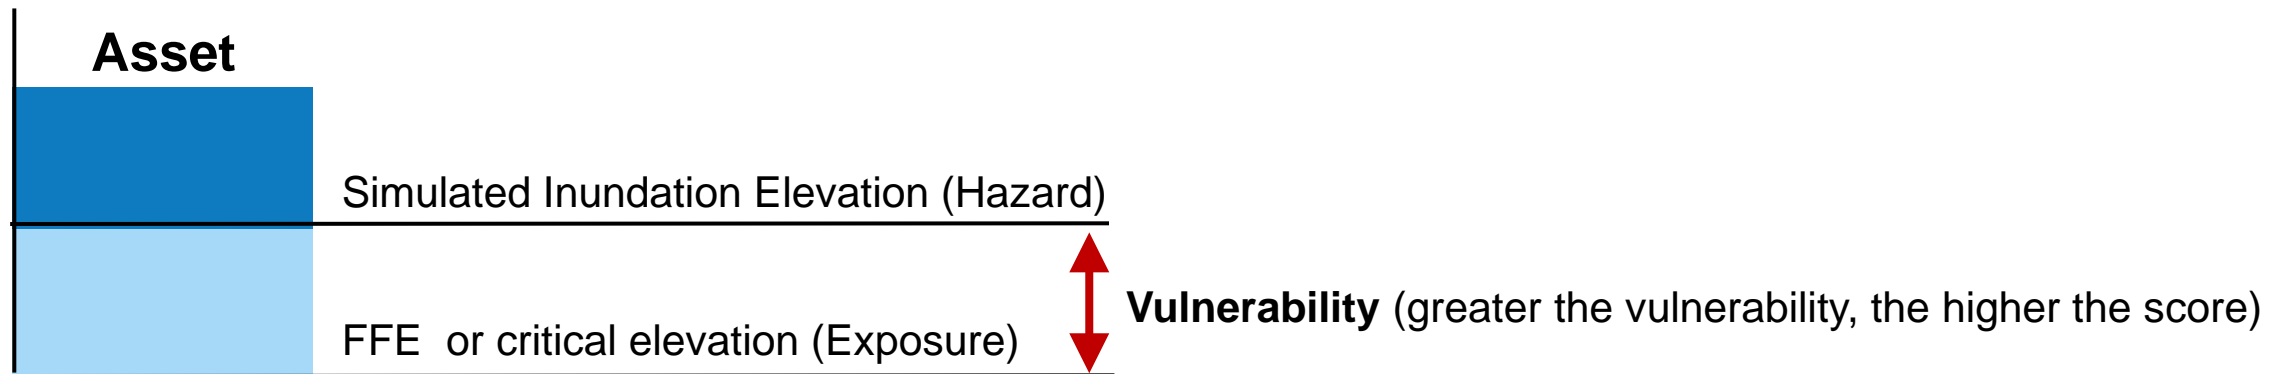 Asset
Simulated Inundation Elevation (Hazard)
Vulnerability (greater the vulnerability, the higher the score)
FFE  or critical elevation (Exposure)